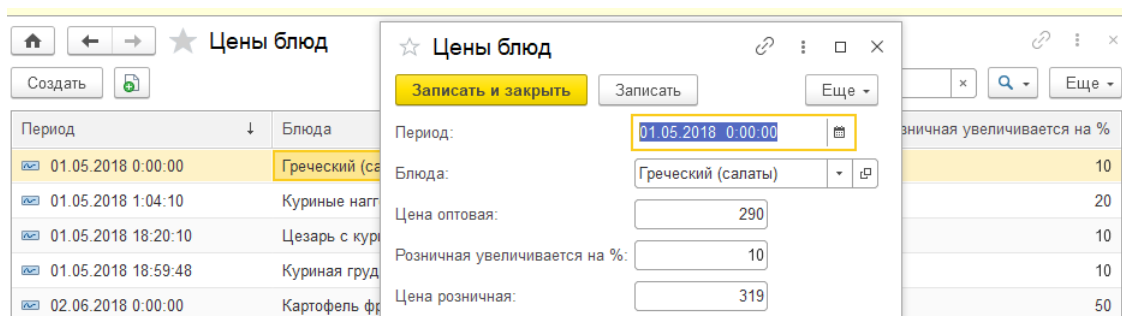 Цены блюд
Создать
Еще
Период
Блюда
зничная увеличивается на %
01.05.2018 0:00:00
Греческий (са
10
01.05.2018 1:04:10
Куриные нагг
20
01.05.2018 18:20:10
Цезарь с кури
10
01.05.2018 18:59:48
Куриная груд
10
02.06.2018 0:00:00
Картофель фр
50
Цены блюд
Записать и закрыть
Записать
Еще
Период:
01.05.2018 0:00:00
Блюда:
Греческий (салаты)
Цена оптовая:
290
Розничная увеличивается на %:
10
Цена розничная:
319